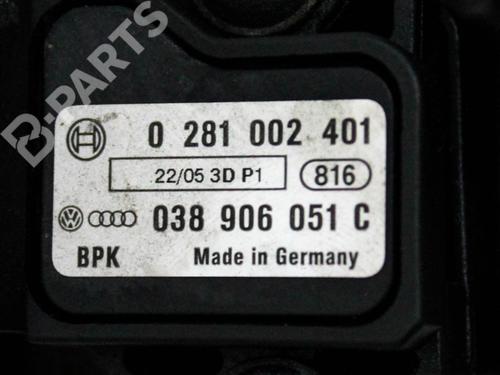 B-PARTS
0 281 002 401
22/05 3D P1 816
038 906 051 C
BPK Made in Germany